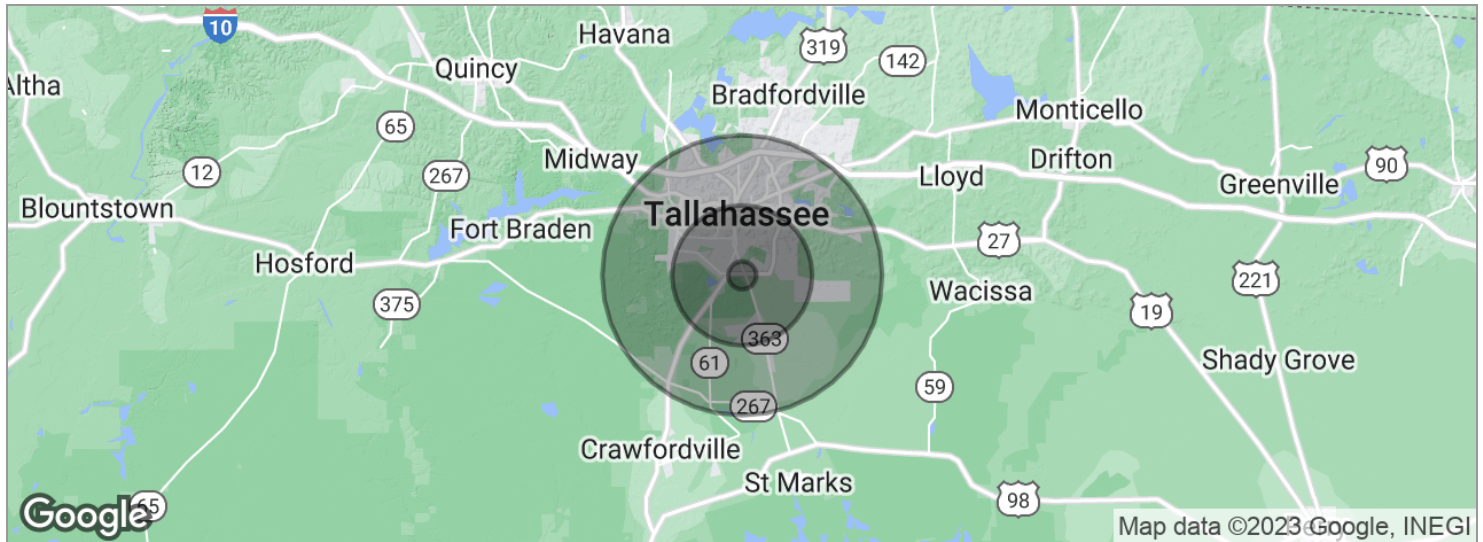 10
Havana
319
142
Quincy
Altha
Bradfordville
Monticello
65
Midway
Drifton
90
12
267
Lloyd
Greenville
Blountstown
Tallahassee
Fort Braden
27
Hosford
221
Wacissa
375
19
363
61
Shady Grove
59
267
Crawfordville
St Marks
98
65
Google
Map data ©2023 Google, INEGI